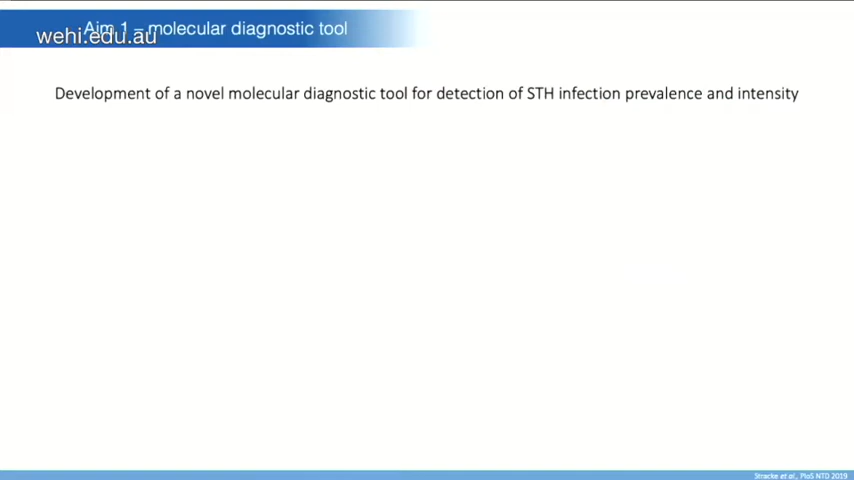 Aim 1 – molecular diagnostic tool
wehi.edu.au
Development of a novel molecular diagnostic tool for detection of STH infection prevalence and intensity
Stracke et al., PloS NTD 2019